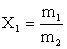 X₁ = m₁/m₂